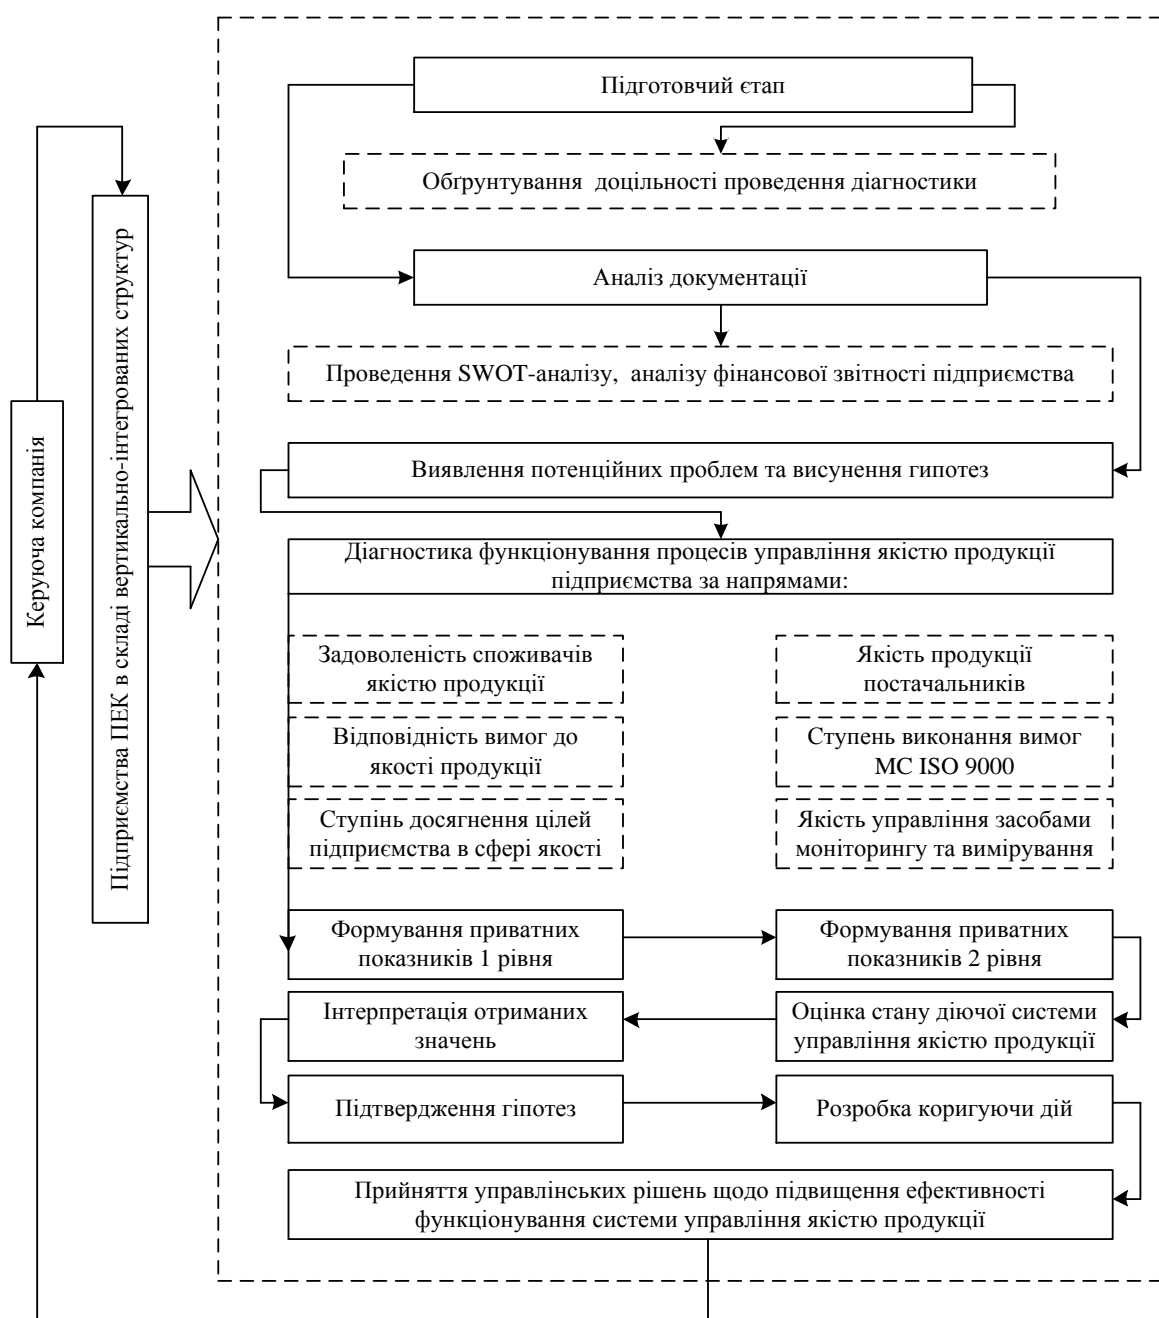 Керуюча компанія
Підприємства ПЕК в складі вертикально-інтегрованих структур
Підготовчий єтап
Обґрунтування доцільності проведення діагностики
Аналіз документації
Проведення SWOT-аналізу, аналізу фінансової звітності підприємства
Виявлення потенційних проблем та висунення гипотез
Діагностика функціонування процесів управління якістю продукції
підприємства за напрямами:
Задоволеність споживачів
якістю продукції
Якість продукції
постачальників
Відповідність вимог до
якості продукції
Ступень виконання вимог
МС ISO 9000
Ступінь досягнення цілей
підприємства в сфері якості
Якість управління засобами
моніторингу та вимірування
Формування приватних
показників 1 рівня
Формування приватних
показників 2 рівня
Інтерпретація отриманих
значень
Оцінка стану діючої системи
управління якістю продукції
Підтвердження гіпотез
Розробка коригуючи дій
Прийняття управлінських рішень щодо підвищення ефективності
функціонування системи управління якістю продукції